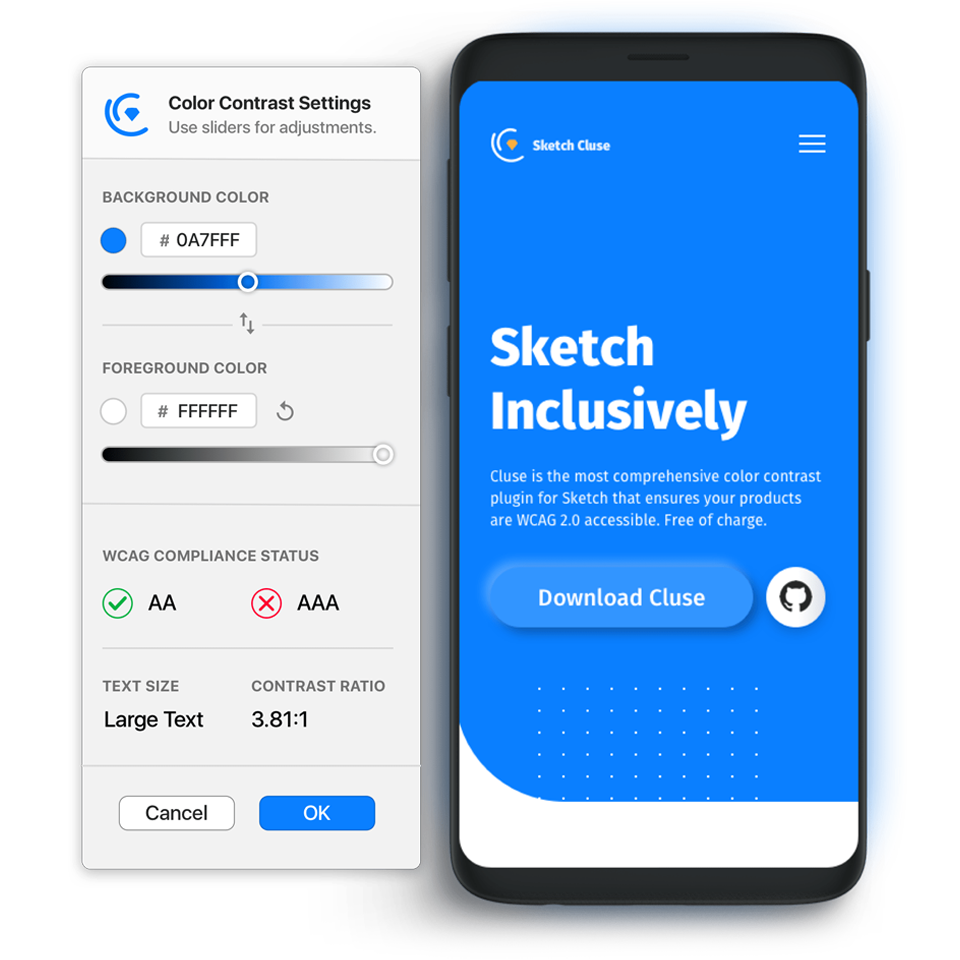 Color Contrast Settings
Use sliders for adjustments.
BACKGROUND COLOR
# 0A7FFF
FOREGROUND COLOR
# FFFFFF
WCAG COMPLIANCE STATUS
AA
AAA
TEXT SIZE
CONTRAST RATIO
Large Text
3.81:1
Cancel
OK
Sketch Cluse
Sketch
Inclusively
Cluse is the most comprehensive color contrast
plugin for Sketch that ensures your products
are WCAG 2.0 accessible. Free of charge.
Download Cluse